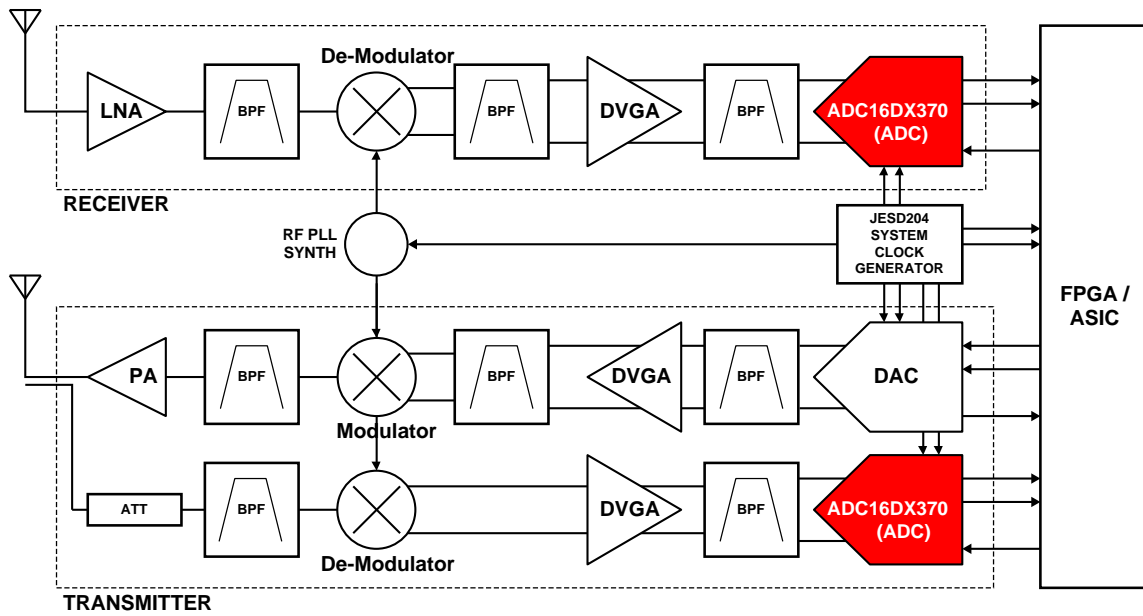 De-Modulator
LNA
BPF
BPF
DVGA
BPF
ADC16DX370
(ADC)
RECEIVER
RF PLL
SYNTH
JESD204
SYSTEM
CLOCK
GENERATOR
FPGA /
ASIC
PA
BPF
BPF
DVGA
BPF
DAC
Modulator
ATT
BPF
DVGA
BPF
ADC16DX370
(ADC)
De-Modulator
TRANSMITTER